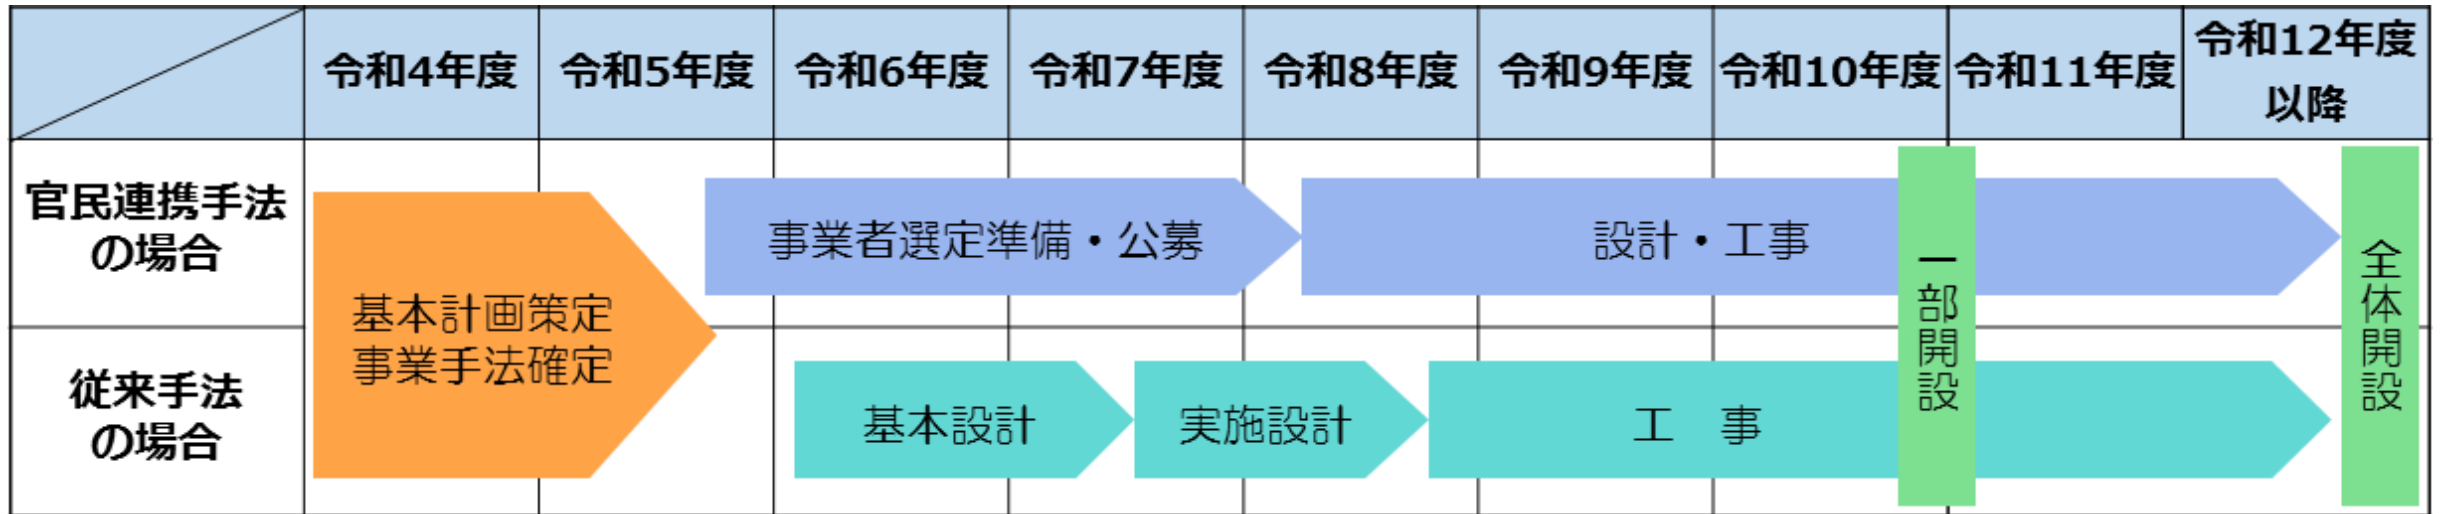 令和4年度
令和5年度
令和6年度
令和7年度
令和8年度
令和9年度
令和10年度
令和11年度
令和12年度
以降
官民連携手法
の場合
基本計画策定
事業手法確定
事業者選定準備・公募
設計・工事
一部開設
全体開設
従来手法
の場合
基本設計
実施設計
工　事